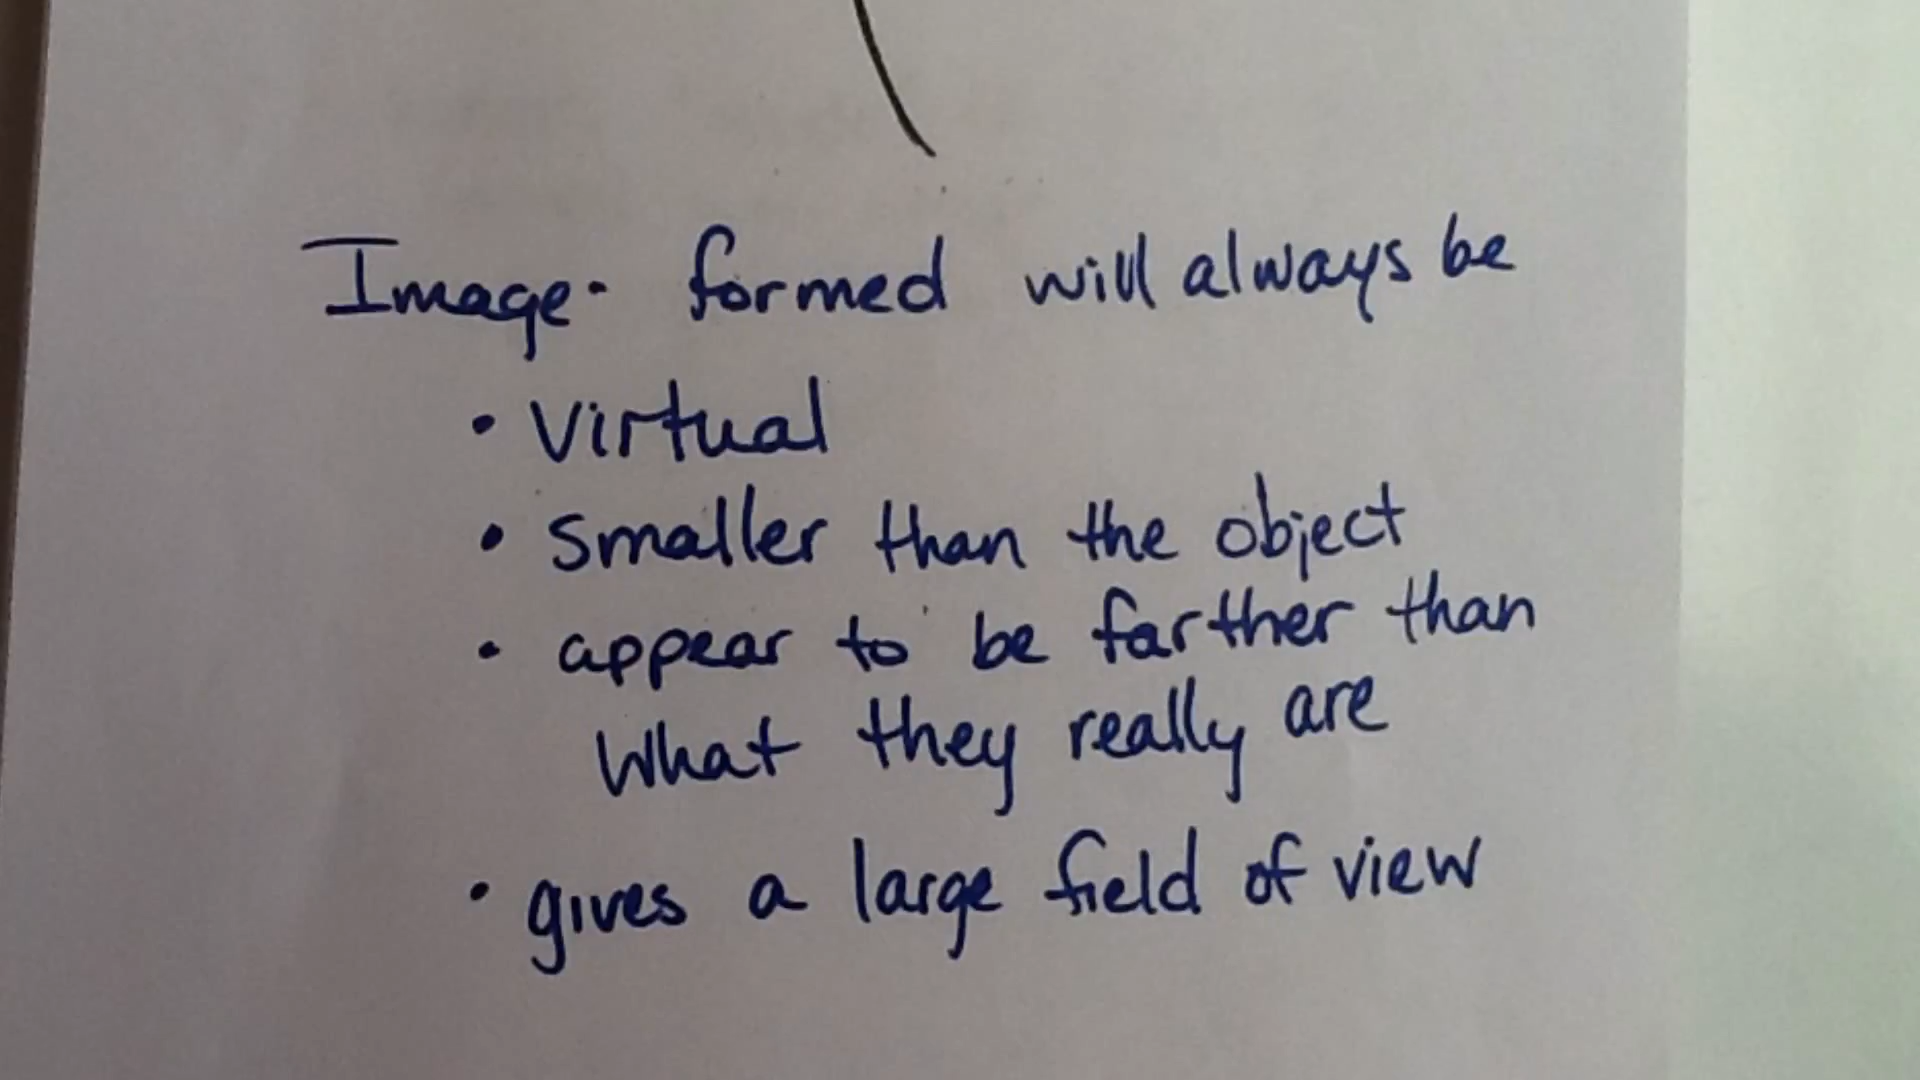 Image. formed will always be
• Virtual
• Smaller than the object
• appear to be farther than
What they really are
• gives a large field of view